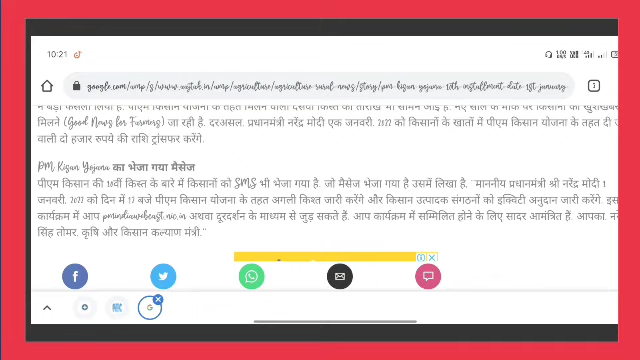 10:21
google.com/amp/s/www.aajtak.in/amp/agriculture/agriculture-rural-news/story/pm-kisan-yojana-10th-installment-date-1st-january
ने बड़ा फैसला लिया है. पीएम किसान योजना के तहत मिलने वाली दसवीं किस्त की तारीख भी सामने आई है. नए साल के मौके पर किसानों को खुशखबरी
मिलने (Good News for Farmers) जा रही है. दरअसल, प्रधानमंत्री नरेंद्र मोदी एक जनवरी, 2022 को किसानों के खातों में पीएम किसान योजना के तहत दी जा
वाली दो हजार रुपये की राशि ट्रांसफर करेंगे.
PM Kisan Yojana का भेजा गया मैसेज
पीएम किसान की 10वीं किस्त के बारे में किसानों को SMS भी भेजा गया है. जो मैसेज भेजा गया है उसमें लिखा है, "माननीय प्रधानमंत्री श्री नरेंद्र मोदी 1
जनवरी, 2022 को दिन में 12 बजे पीएम किसान योजना के तहत अगली किश्त जारी करेंगे और किसान उत्पादक संगठनों को इक्विटी अनुदान जारी करेंगे. इस
कार्यक्रम में आप pmindiawebcast.nic.in अथवा दूरदर्शन के माध्यम से जुड़ सकते हैं. आप कार्यक्रम में सम्मिलित होने के लिए सादर आमंत्रित हैं. आपका,
सिंह तोमर, कृषि और किसान कल्याण मंत्री."